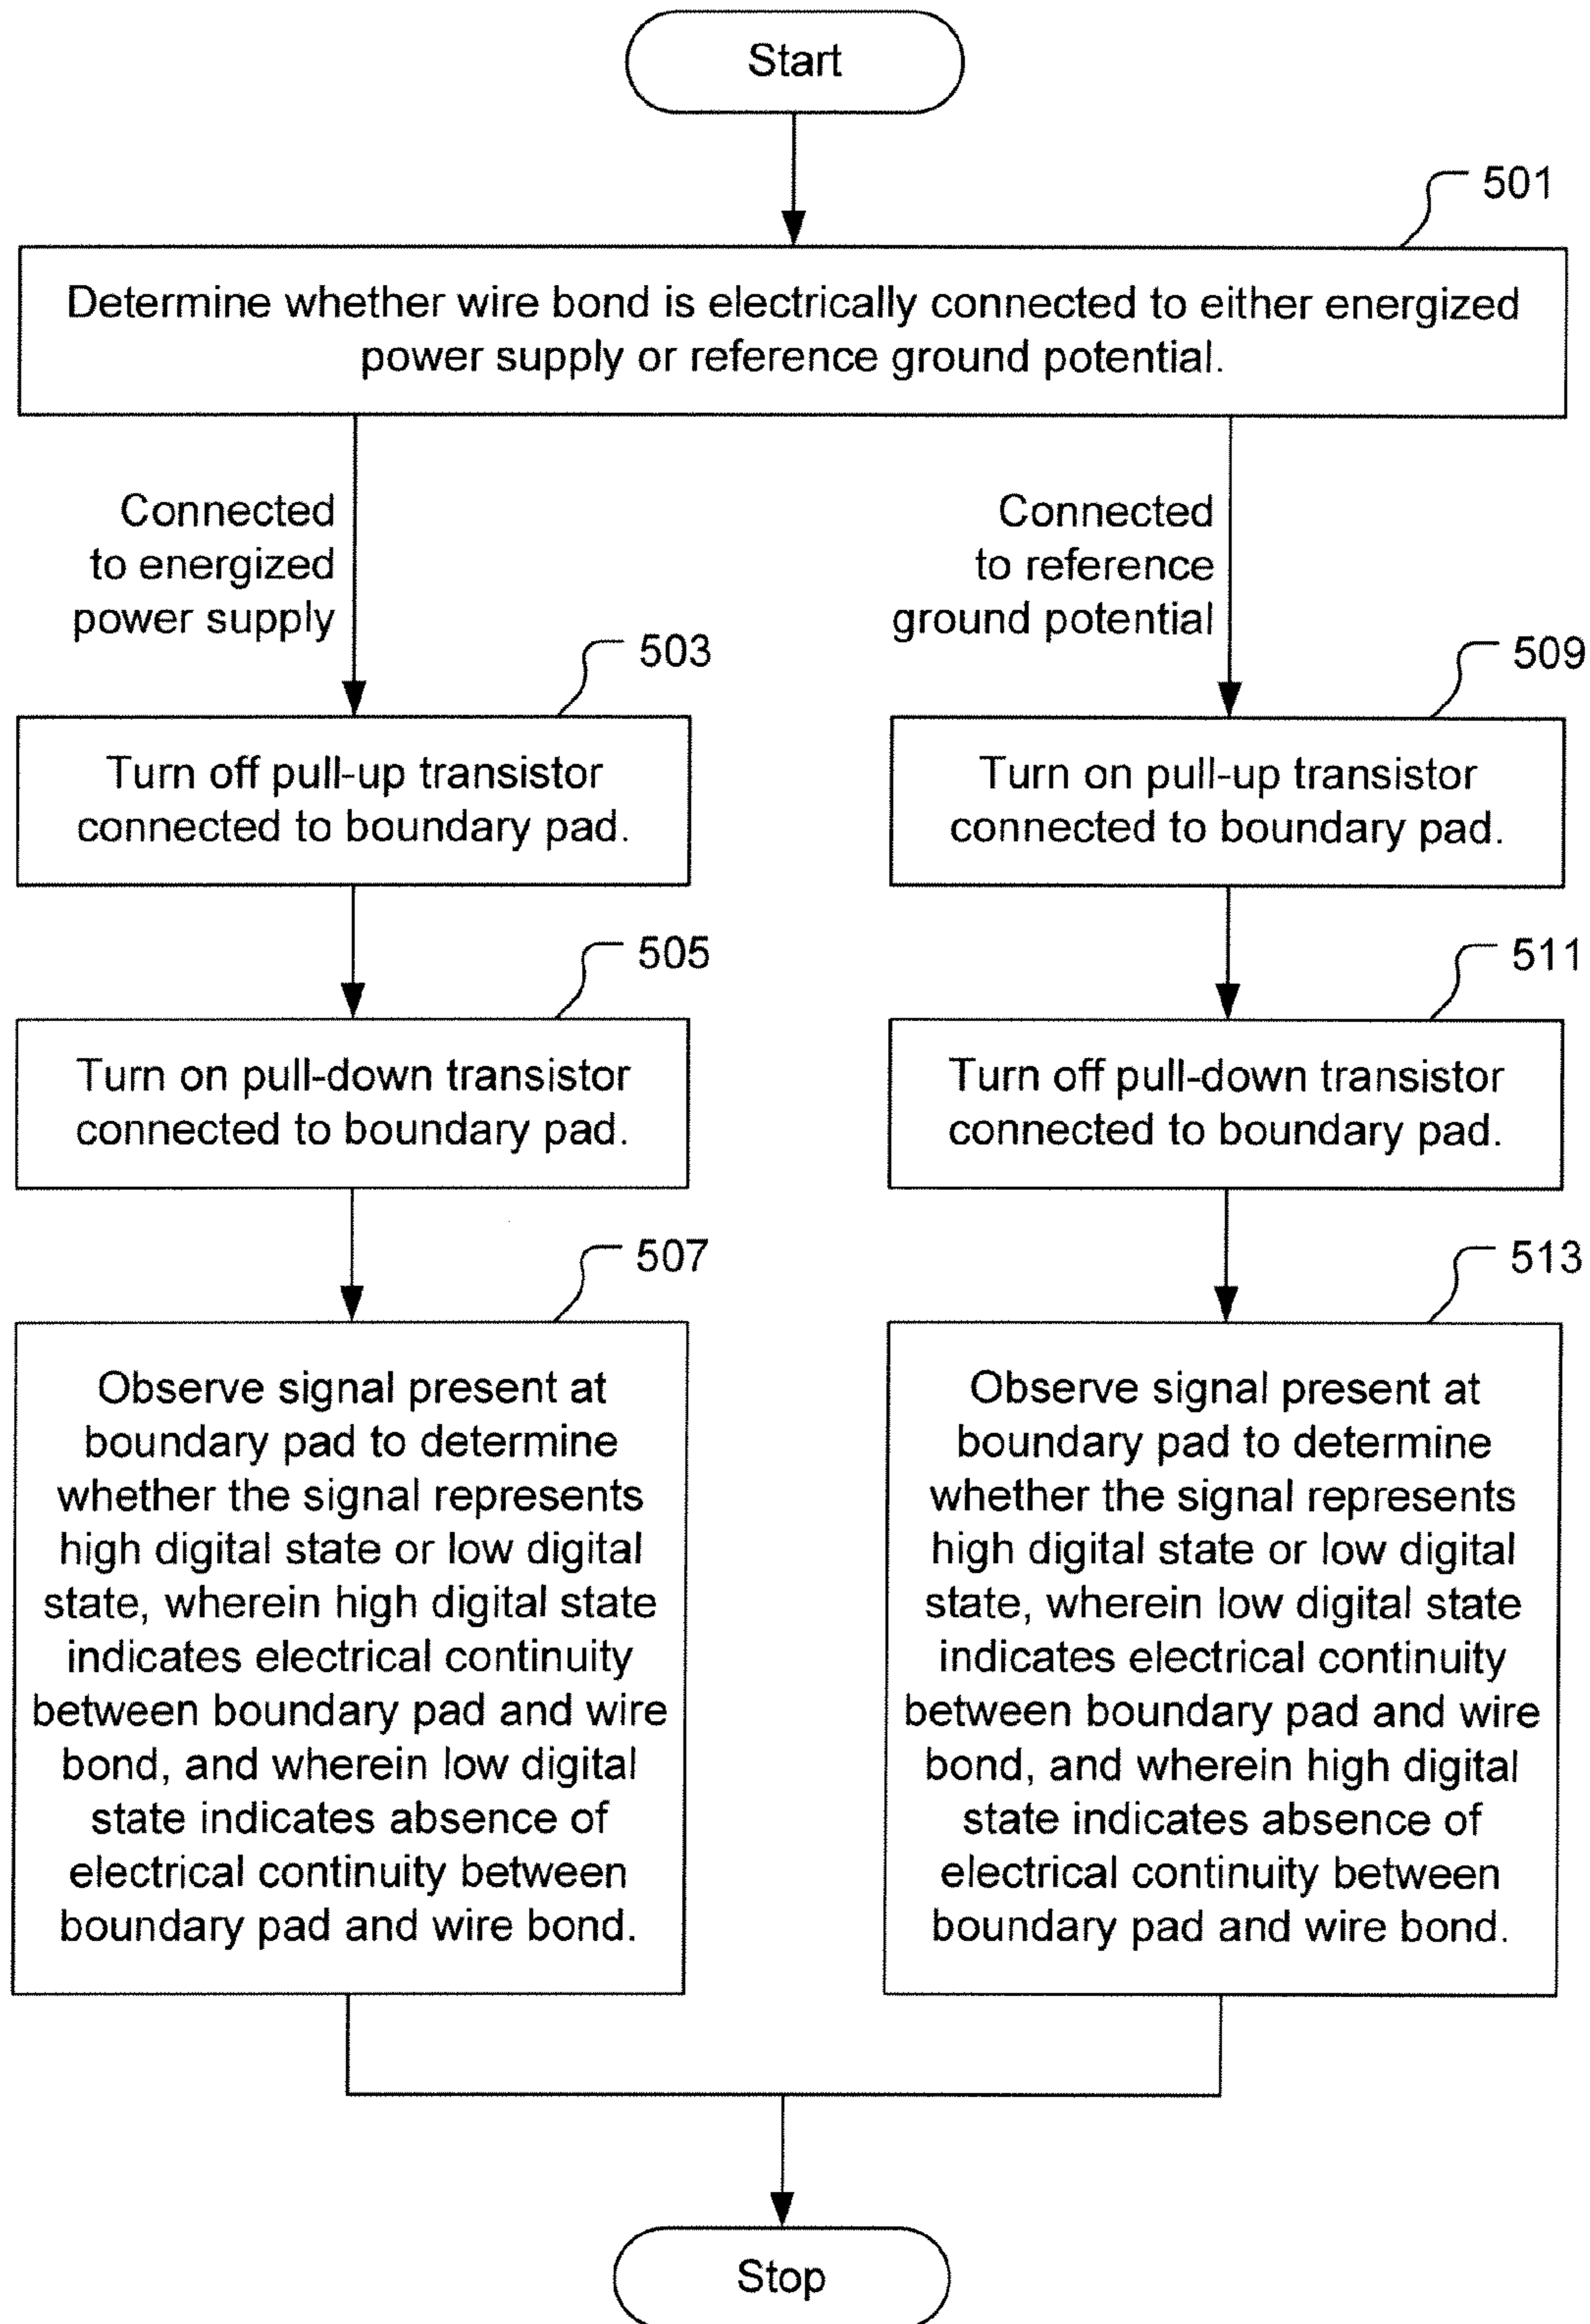 Start
501
Determine whether wire bond is electrically connected to either energized
power supply or reference ground potential.
Connected
to energized
power supply
503
Turn off pull-up transistor
connected to boundary pad.
505
Turn on pull-down transistor
connected to boundary pad.
507
Observe signal present at
boundary pad to determine
whether the signal represents
high digital state or low digital
state, wherein high digital state
indicates electrical continuity
between boundary pad and wire
bond, and wherein low digital
state indicates absence of
electrical continuity between
boundary pad and wire bond.
Connected
to reference
ground potential
509
Turn on pull-up transistor
connected to boundary pad.
511
Turn off pull-down transistor
connected to boundary pad.
513
Observe signal present at
boundary pad to determine
whether the signal represents
high digital state or low digital
state, wherein low digital state
indicates electrical continuity
between boundary pad and wire
bond, and wherein high digital
state indicates absence of
electrical continuity between
boundary pad and wire bond.
Stop